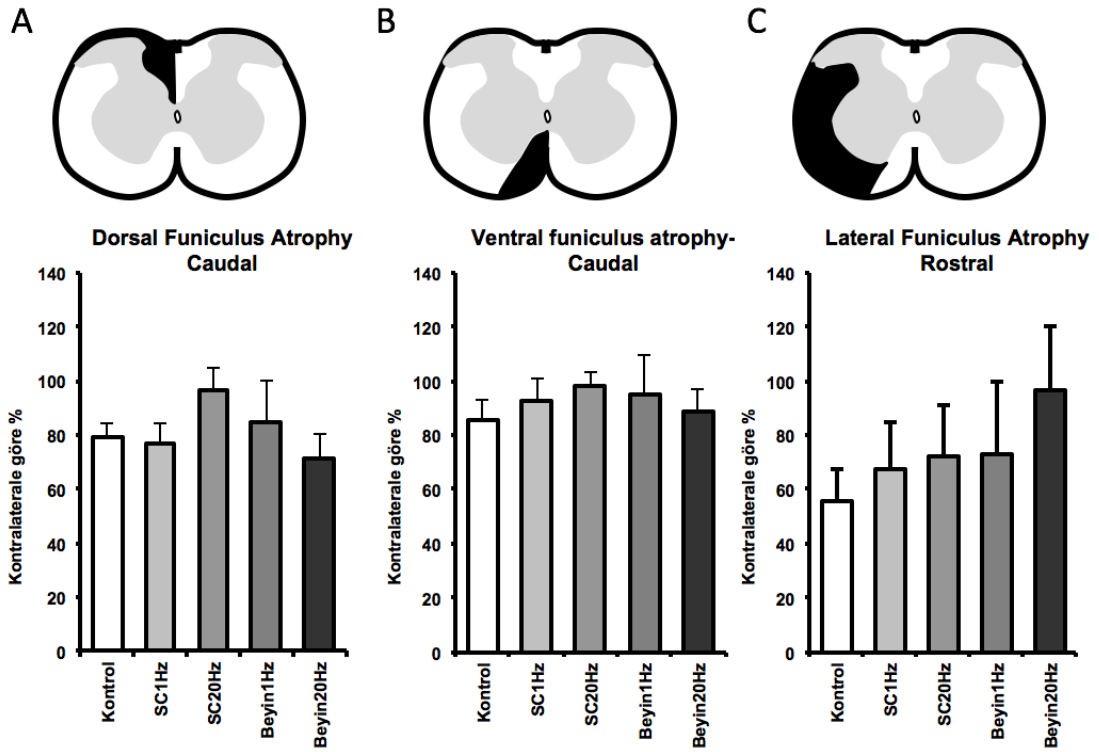 A
B
C
Dorsal Funiculus Atrophy
Caudal
Kontralaterale göre %
140
120
100
80
60
40
20
0
Kontrol
SC1Hz
SC20Hz
Beyin1Hz
Beyin20Hz
Ventral funiculus atrophy-
Caudal
Kontralaterale göre %
140
120
100
80
60
40
20
0
Kontrol
SC1Hz
SC20Hz
Beyin1Hz
Beyin20Hz
Lateral Funiculus Atrophy
Rostral
Kontralaterale göre %
140
120
100
80
60
40
20
0
Kontrol
SC1Hz
SC20Hz
Beyin1Hz
Beyin20Hz